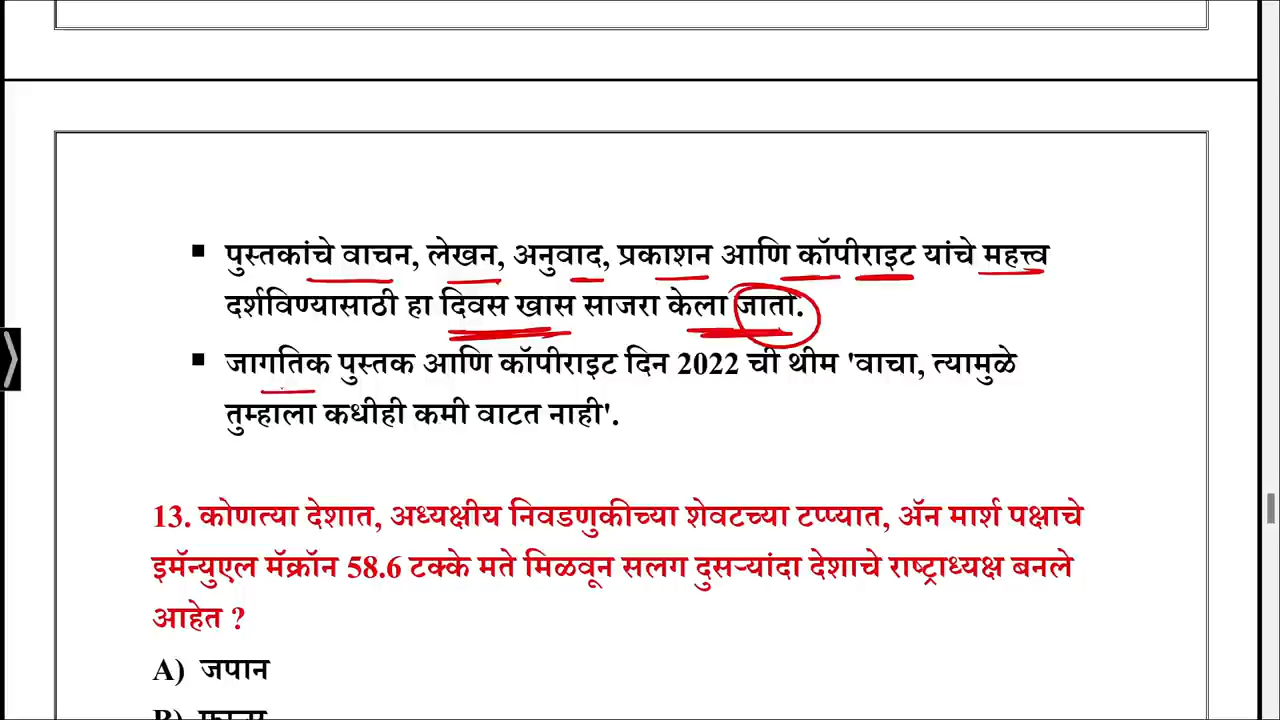 ▪ पुस्तकांचे वाचन, लेखन, अनुवाद, प्रकाशन आणि कॉपीराइट यांचे महत्त्व
दर्शविण्यासाठी हा दिवस खास साजरा केला जातो.
▪ जागतिक पुस्तक आणि कॉपीराइट दिन 2022 ची थीम 'वाचा, त्यामुळे
तुम्हाला कधीही कमी वाटत नाही'.
13. कोणत्या देशात, अध्यक्षीय निवडणुकीच्या शेवटच्या टप्प्यात, ॲन मार्श पक्षाचे
इमॅन्युएल मॅक्रॉन 58.6 टक्के मते मिळवून सलग दुसऱ्यांदा देशाचे राष्ट्राध्यक्ष बनले
आहेत ?
A) जपान
B)